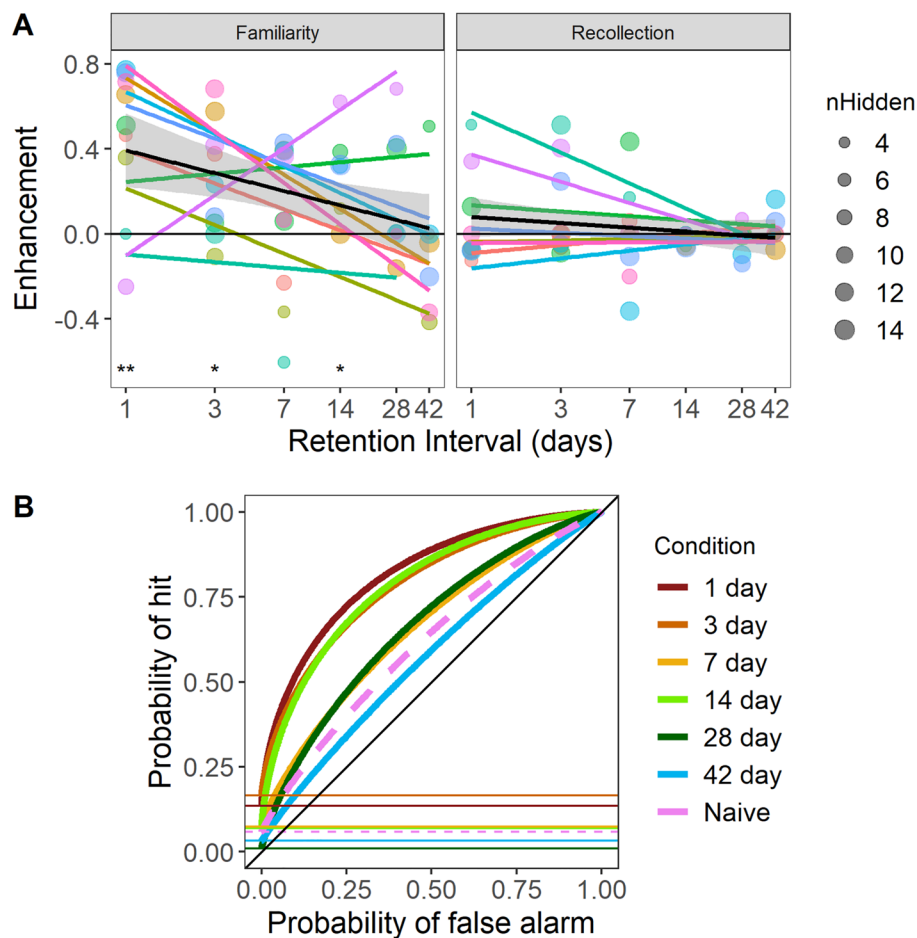 A
Familiarity
Recollection
Enhancement
0.8
0.4
0.0
-0.4
** * *
1 3 7 14 28 42
1 3 7 14 28 42
Retention Interval (days)
nHidden
4
6
8
10
12
14
B
Probability of hit
1.00
0.75
0.50
0.25
0.00
0.00 0.25 0.50 0.75 1.00
Probability of false alarm
Condition
1 day
3 day
7 day
14 day
28 day
42 day
Naive